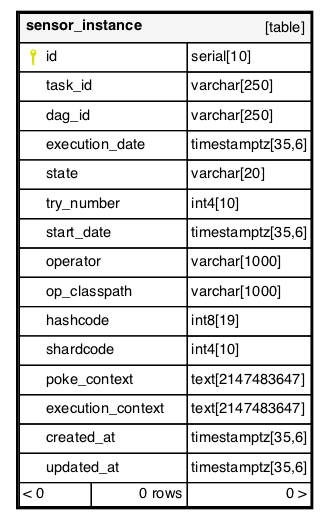 sensor_instance [table]
id serial[10]
task_id varchar[250]
dag_id varchar[250]
execution_date timestamptz[35,6]
state varchar[20]
try_number int4[10]
start_date timestamptz[35,6]
operator varchar[1000]
op_classpath varchar[1000]
hashcode int8[19]
shardcode int4[10]
poke_context text[2147483647]
execution_context text[2147483647]
created_at timestamptz[35,6]
updated_at timestamptz[35,6]
< 0 0 rows 0 >